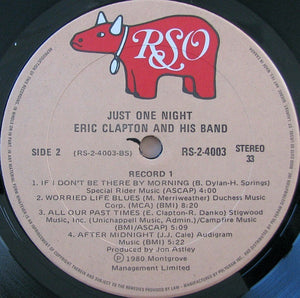 RSO
JUST ONE NIGHT
ERIC CLAPTON AND HIS BAND
SIDE 2 (RS-2-4003-BS) RS-2-4003 STEREO
33
RECORD 1
1. IF I DON'T BE THERE BY MORNING (B. Dylan-H. Springs)
Special Rider Music (ASCAP) 4:00
2. WORRIED LIFE BLUES (M. Merriweather) Duchess Music
Corp. (MCA) (BMI) 2:20
3. ALL OUR PAST TIMES (E. Clapton-R. Danko) Stigwood
Music, Inc. (Unichappell Music, Admin.)/Campfire Music
(BMI/ASCAP) 5:00
4. AFTER MIDNIGHT (J.J. Cale) Audigram
Music (BMI) 5:22
Produced by Jon Astley
℗ 1980 Montgrove
Management Limited